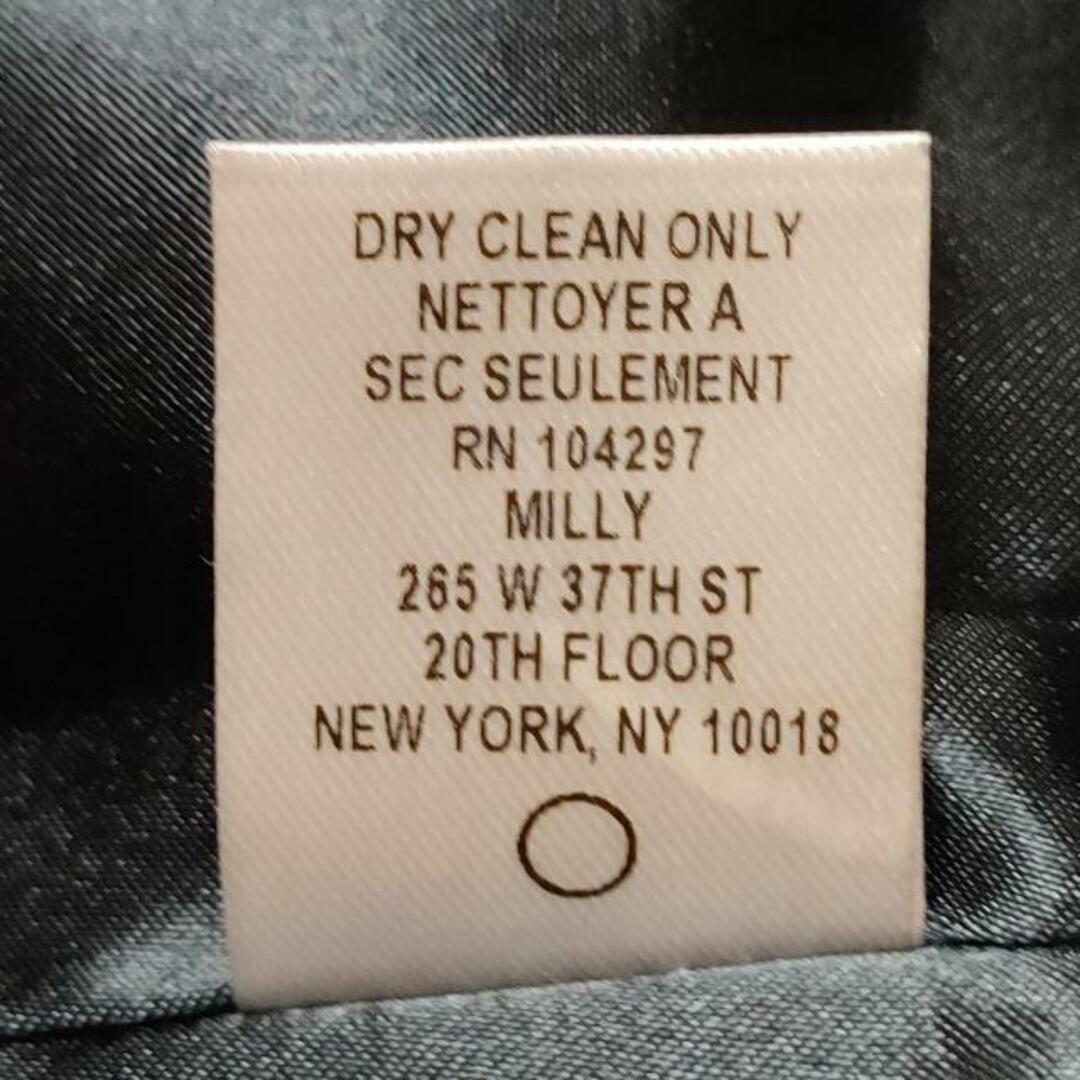 DRY CLEAN ONLY
NETTOYER A
SEC SEULEMENT
RN 104297
MILLY
265 W 37TH ST
20TH FLOOR
NEW YORK, NY 10018